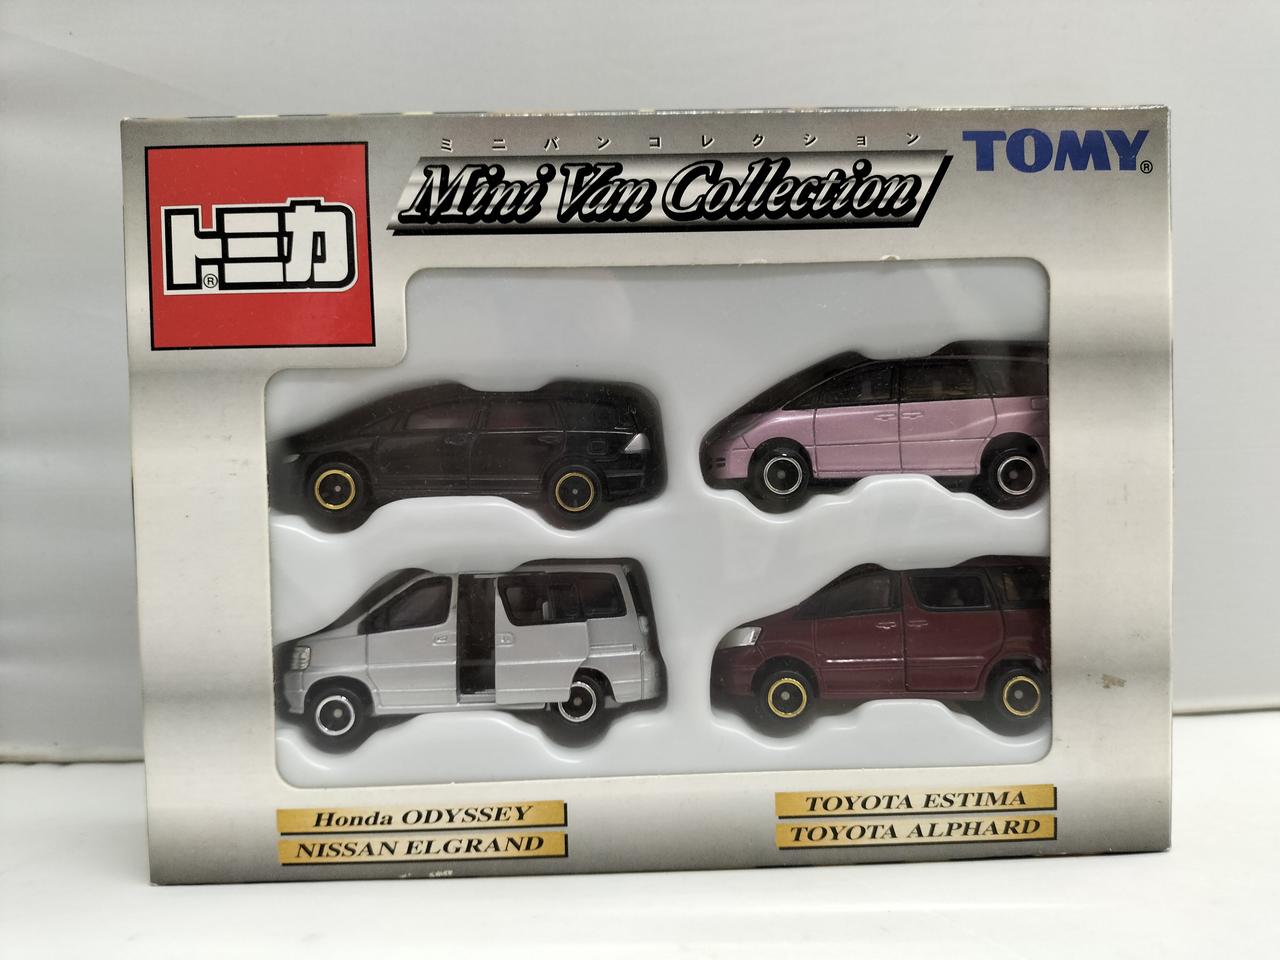 ミニバンコレクション
Mini Van Collection
TOMY®
トミカ®
Honda ODYSSEY
NISSAN ELGRAND
TOYOTA ESTIMA
TOYOTA ALPHARD